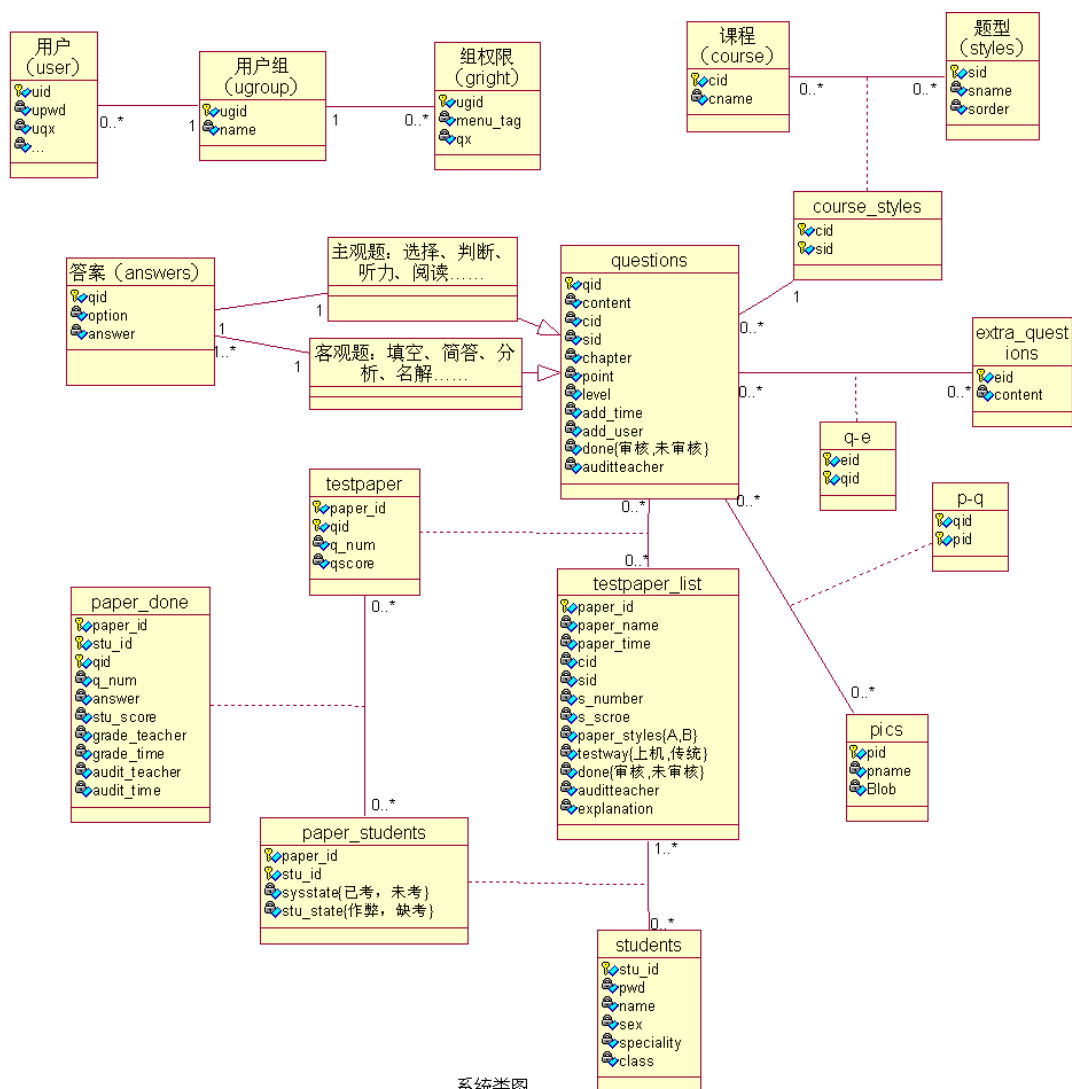 用户
（user）
uid
upwd
uqx
...
0..*
1
用户组
（ugroup）
ugid
name
1
0..*
组权限
（gright）
ugid
menu_tag
qx
课程
（course）
cid
cname
0..*
0..*
题型
（styles）
sid
sname
sorder
course_styles
cid
sid
1
0..*
答案（answers）
qid
option
answer
1
1
1..*
1
主观题：选择、判断、
听力、阅读……
客观题：填空、简答、分
析、名解……
questions
qid
content
cid
sid
chapter
point
level
add_time
add_user
done{审核,未审核}
auditteacher
0..*
0..*
extra_quest
ions
eid
content
q-e
eid
qid
p-q
qid
pid
0..*
0..*
pics
pid
pname
Blob
testpaper
paper_id
qid
q_num
qscore
0..*
0..*
testpaper_list
paper_id
paper_name
paper_time
cid
sid
s_number
s_scroe
paper_styles{A,B}
testway{上机,传统}
done{审核,未审核}
auditteacher
explanation
paper_done
paper_id
stu_id
qid
q_num
answer
stu_score
grade_teacher
grade_time
audit_teacher
audit_time
0..*
0..*
paper_students
paper_id
stu_id
sysstate{已考，未考}
stu_state{作弊，缺考}
1..*
0..*
students
stu_id
pwd
name
sex
speciality
class
系统类图